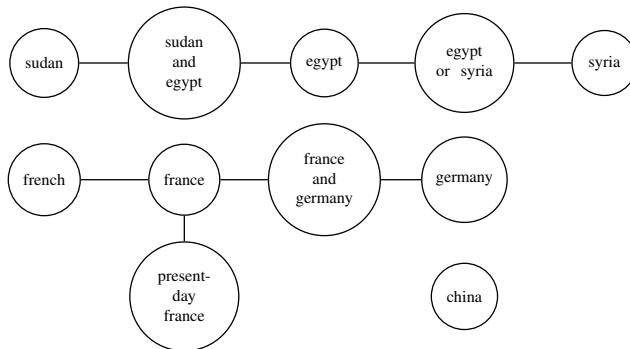 sudan
sudan
and
egypt
egypt
egypt
or syria
syria
french
france
france
and
germany
germany
present-
day
france
china